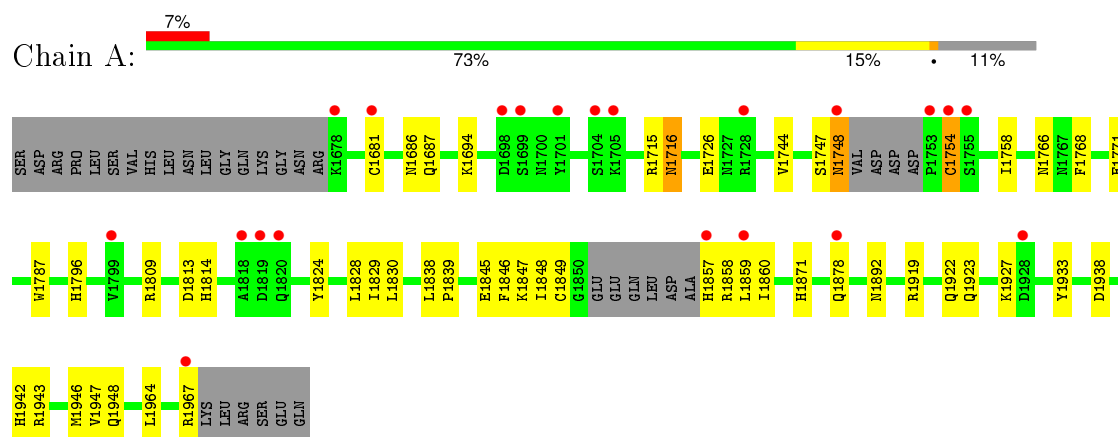 7%
Chain A:
73% 15% • 11%
SER ASP ARG PRO LEU SER VAL HIS LEU ASN LEU GLY GLN LYS GLY ASN ARG K1678 C1681 N1686 Q1687 K1694 D1698 S1699 N1700 Y1701 S1704 K1705 R1715 N1716 E1726 N1727 R1728 V1744 S1747 N1748 VAL ASP ASP ASP P1753 C1754 S1755 I1758 N1766 N1767 F1768
W1787 H1796 V1799 R1809 D1813 H1814 A1818 D1819 Q1820 Y1824 L1828 I1829 L1830 L1838 P1839 E1845 F1846 K1847 I1848 C1849 G1850 GLU GLU GLN LEU ASP ALA H1857 R1858 L1859 I1860 H1871 Q1878 N1892 R1919 Q1922 Q1923 K1927 D1928 Y1933 D1938
H1942 R1943 M1946 V1947 Q1948 L1964 R1967 LYS LEU ARG SER GLU GLN